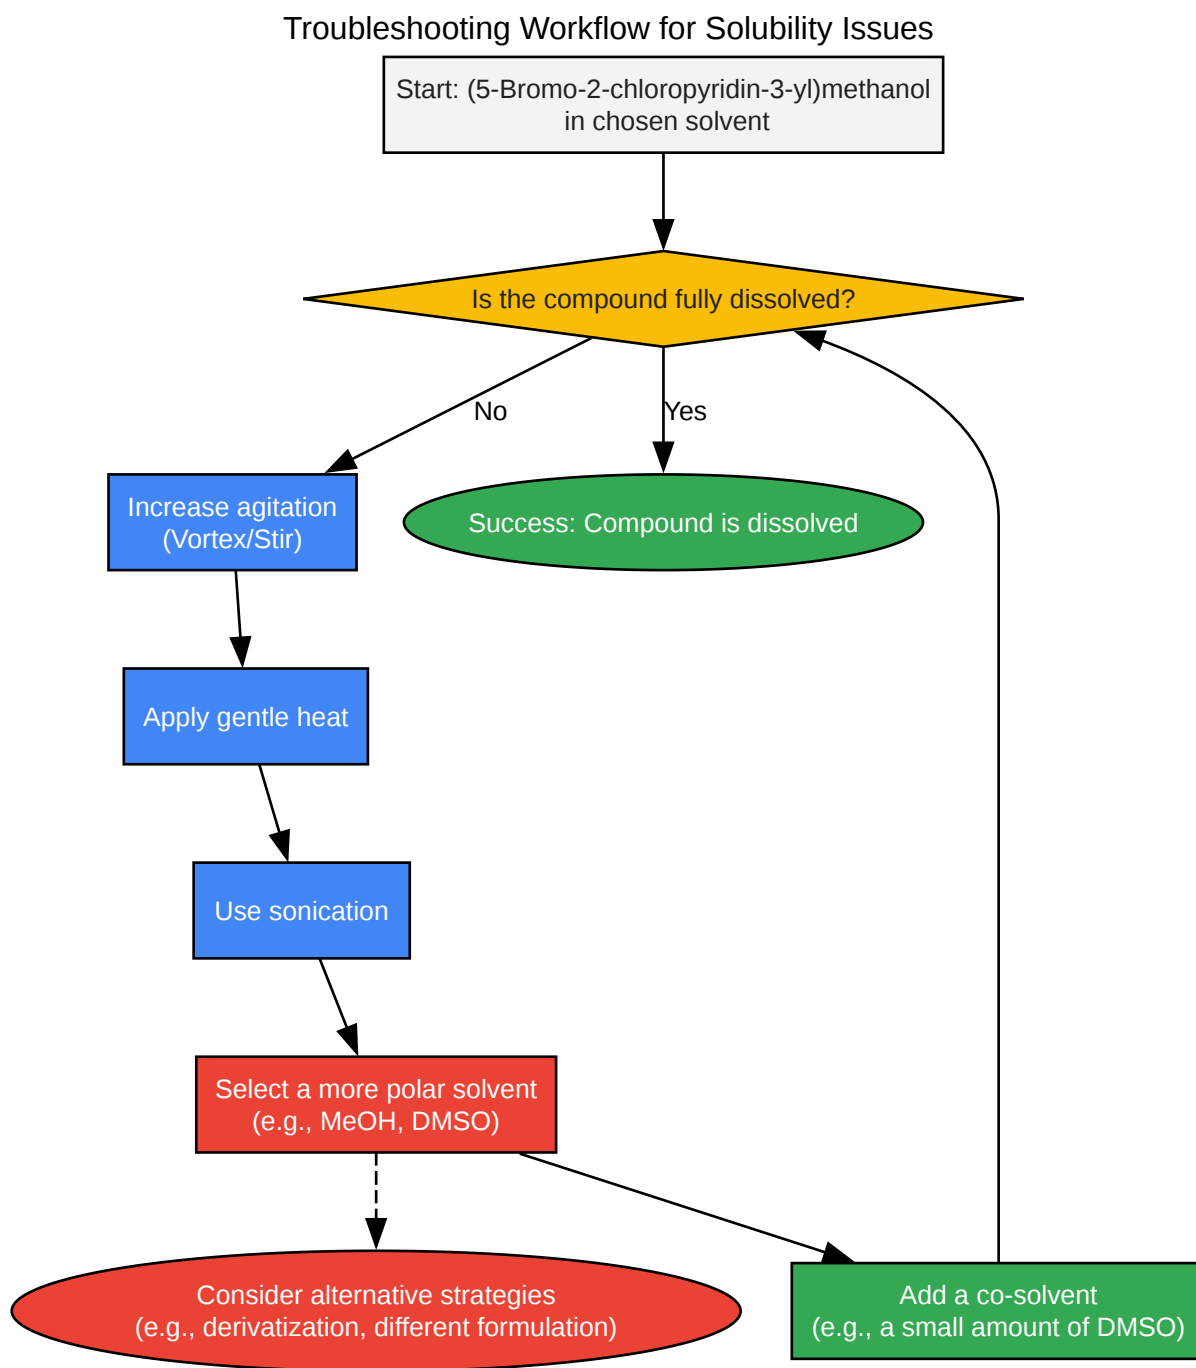 Troubleshooting Workflow for Solubility Issues
Start: (5-Bromo-2-chloropyridin-3-yl)methanol
in chosen solvent
Is the compound fully dissolved?
No
Yes
Increase agitation
(Vortex/Stir)
Success: Compound is dissolved
Apply gentle heat
Use sonication
Select a more polar solvent
(e.g., MeOH, DMSO)
Consider alternative strategies
(e.g., derivatization, different formulation)
Add a co-solvent
(e.g., a small amount of DMSO)